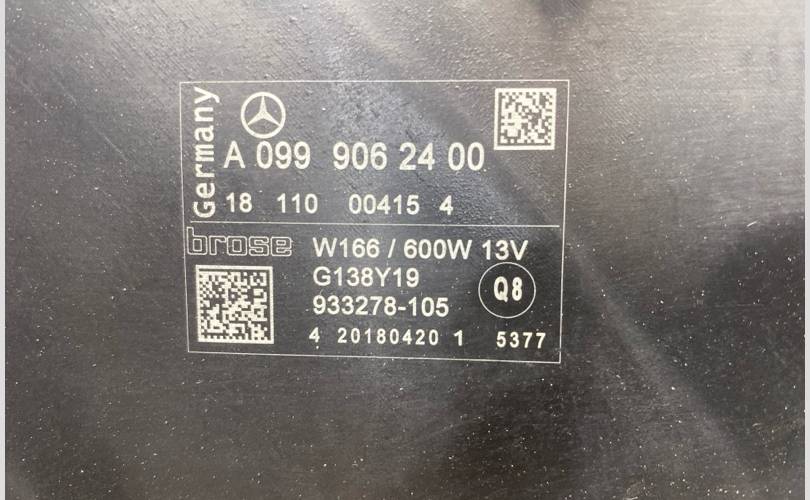 Germany
A 099 906 24 00
18 110 00415 4
brose
W166 / 600W 13V
G138Y19
933278-105
Q8
4 20180420 1 5377